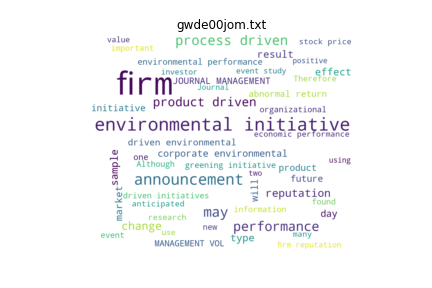 gwde00jom.txt
value
process driven
stock price
important
result
environmental performance
positive
investor
event study
effect
firm
JOURNAL MANAGEMENT
Therefore
Journal
abnormal return
product driven
initiative
organizational
environmental initiative
economic performance
driven environmental
one
corporate environmental
using
sample
Although
greening initiative
product
two
announcement
future
will
reputation
market
driven initiatives
found
anticipated
may
information
day
research
change
new
performance
many
event
use
type
MANAGEMENT VOL
firm reputation